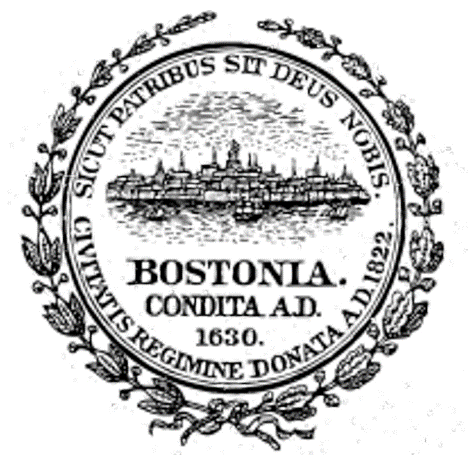 SICUT PATRIBUS SIT DEUS NOBIS.
BOSTONIA.
CONDITA A.D.
1630.
CIVITATIS REGIMINE DONATA A.D. 1822.